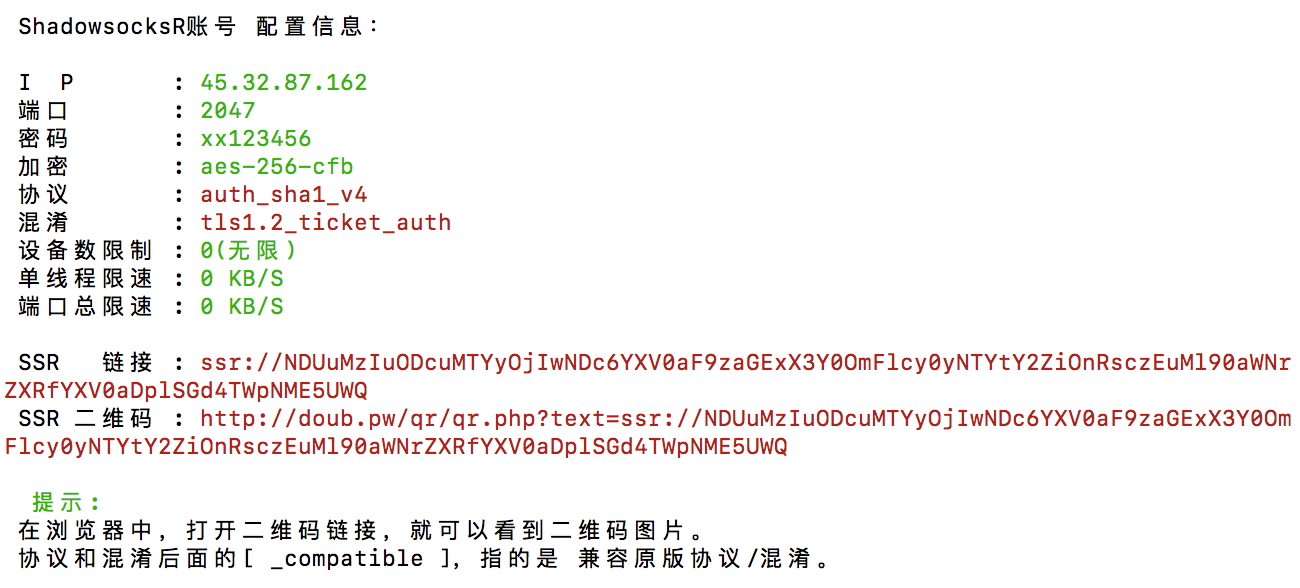 ShadowsocksR账号 配置信息：
I P : 45.32.87.162
端口 : 2047
密码 : xx123456
加密 : aes-256-cfb
协议 : auth_sha1_v4
混淆 : tls1.2_ticket_auth
设备数限制 : 0(无限)
单线程限速 : 0 KB/S
端口总限速 : 0 KB/S
SSR 链接 : ssr://NDUuMzIuODcuMTYyOjIwNDc6YXV0aF9zaGExX3Y0OmFlcy0yNTYtY2ZiOnRsczEuMl90aWNr
ZXRfYXV0aDplSGd4TWpNME5UWQ
SSR 二维码 : http://doub.pw/qr/qr.php?text=ssr://NDUuMzIuODcuMTYyOjIwNDc6YXV0aF9zaGExX3Y0Om
Flcy0yNTYtY2ZiOnRsczEuMl90aWNrZXRfYXV0aDplSGd4TWpNME5UWQ
提示:
在浏览器中，打开二维码链接，就可以看到二维码图片。
协议和混淆后面的[ _compatible ]，指的是 兼容原版协议/混淆。